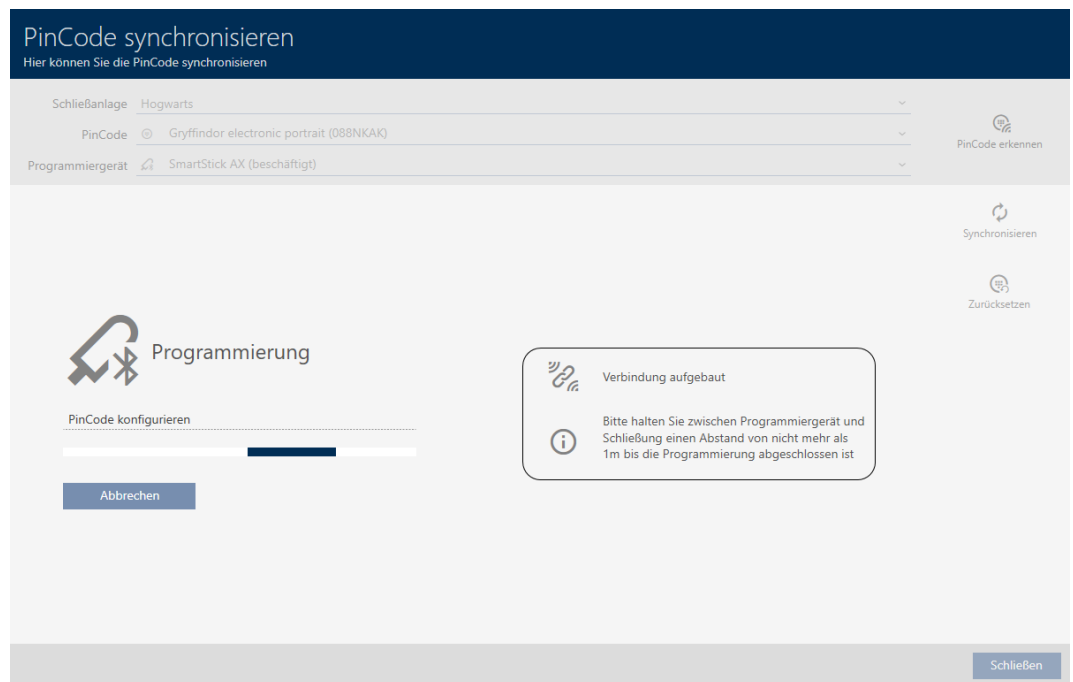 PinCode synchronisieren
Hier können Sie die PinCode synchronisieren
Schließanlage Hogwarts
PinCode Gryffindor electronic portrait (088NKAK)
Programmiergerät SmartStick AX (beschäftigt)
PinCode erkennen
Synchronisieren
Zurücksetzen
Programmierung
PinCode konfigurieren
Abbrechen
Verbindung aufgebaut
Bitte halten Sie zwischen Programmiergerät und
Schließung einen Abstand von nicht mehr als
1m bis die Programmierung abgeschlossen ist
Schließen